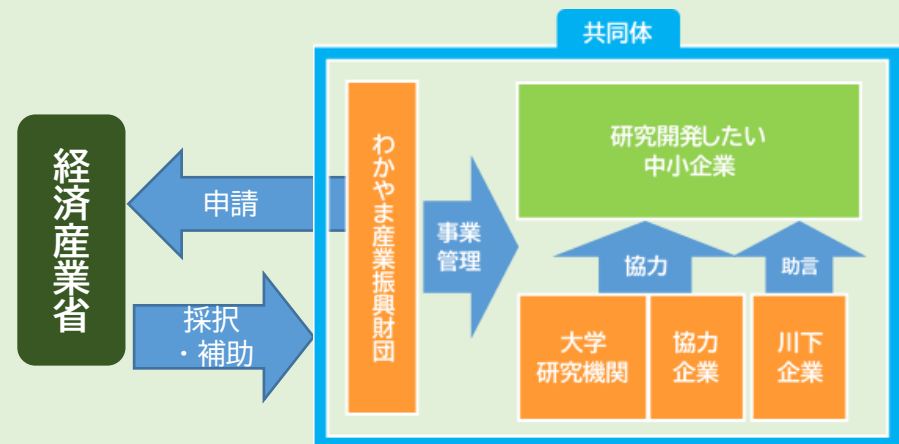 共同体
経済産業省
申請
採択
・補助
わかやま産業振興財団
事業
管理
研究開発したい
中小企業
協力
助言
大学
研究機関
協力
企業
川下
企業